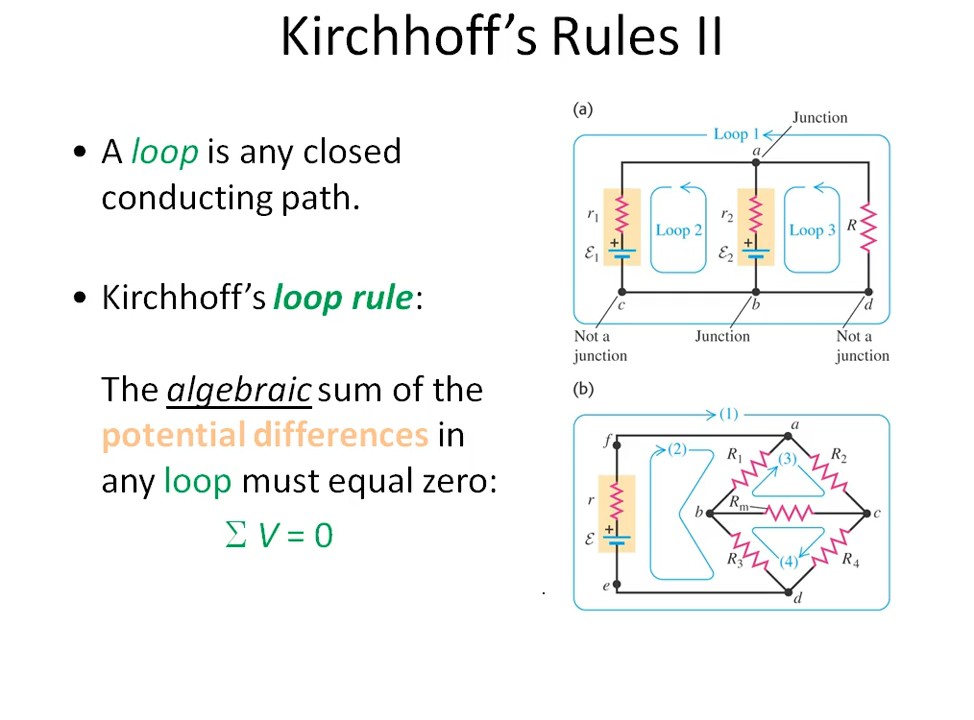 Kirchhoff's Rules II
• A loop is any closed
conducting path.
• Kirchhoff's loop rule:
The algebraic sum of the
potential differences in
any loop must equal zero:
Σ V = 0
(a)
Junction
Loop 1
a
r1
r2
R
Loop 2
Loop 3
+
+
ℰ1
ℰ2
c
b
d
Not a
junction
Junction
Not a
junction
(b)
(1)
a
f
(2)
R1
(3)
R2
r
Rm
b
c
+
ℰ
R3
(4)
R4
e
d
.